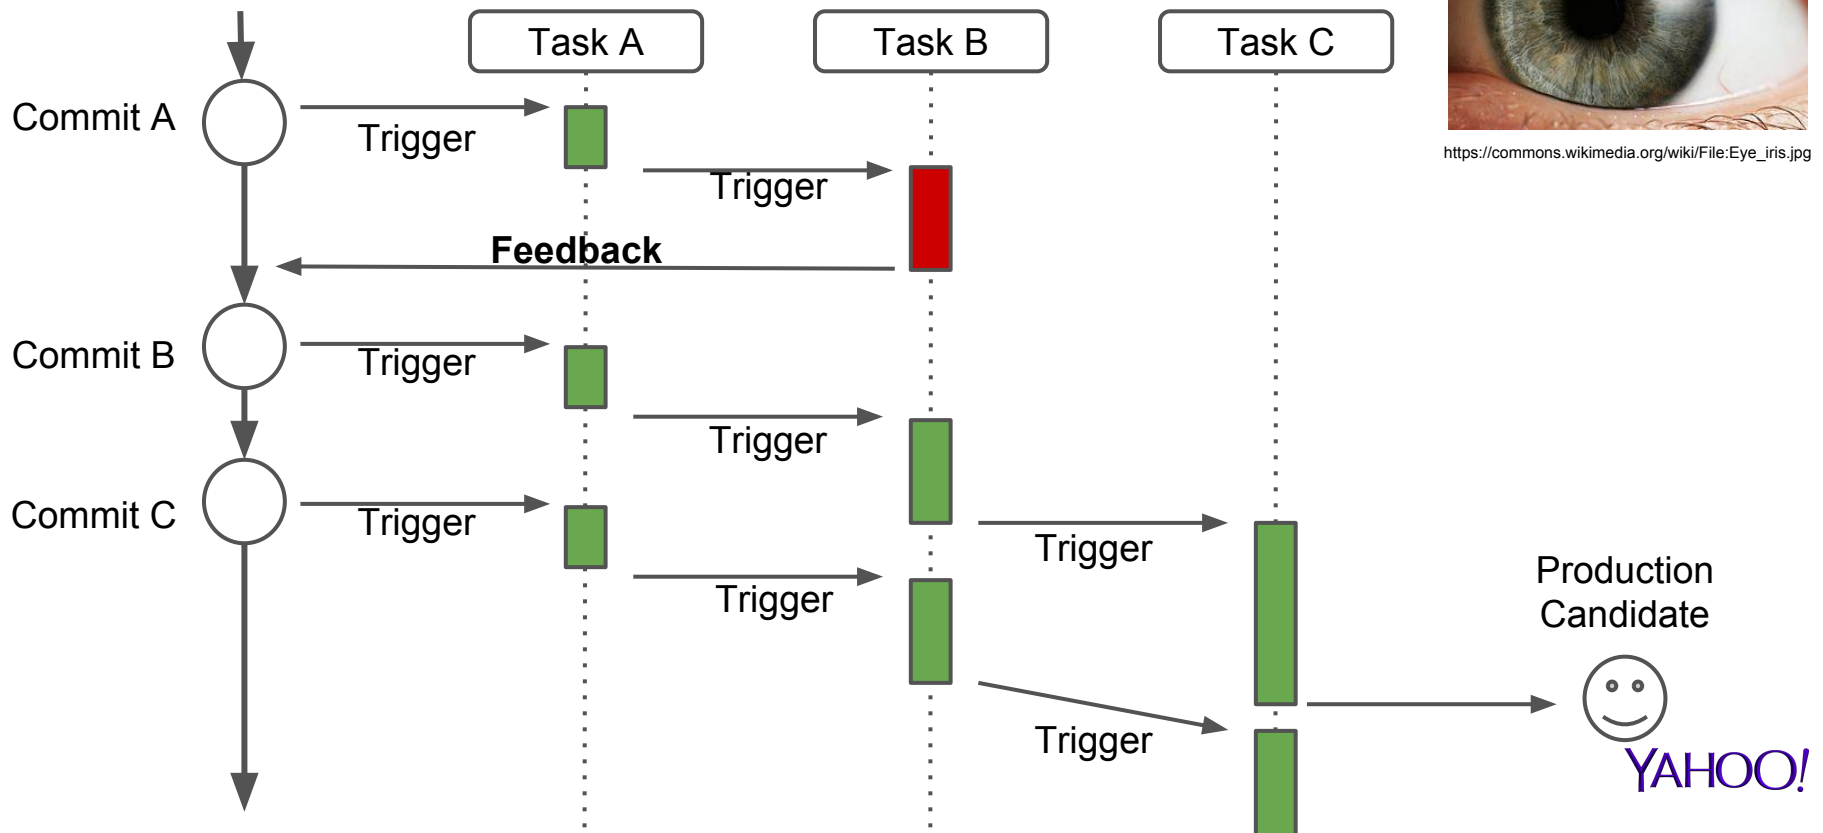 Task A
Task B
Task C
Commit A
Trigger
https://commons.wikimedia.org/wiki/File:Eye_iris.jpg
Trigger
Feedback
Commit B
Trigger
Trigger
Commit C
Trigger
Trigger
Trigger
Production
Candidate
Trigger
YAHOO!